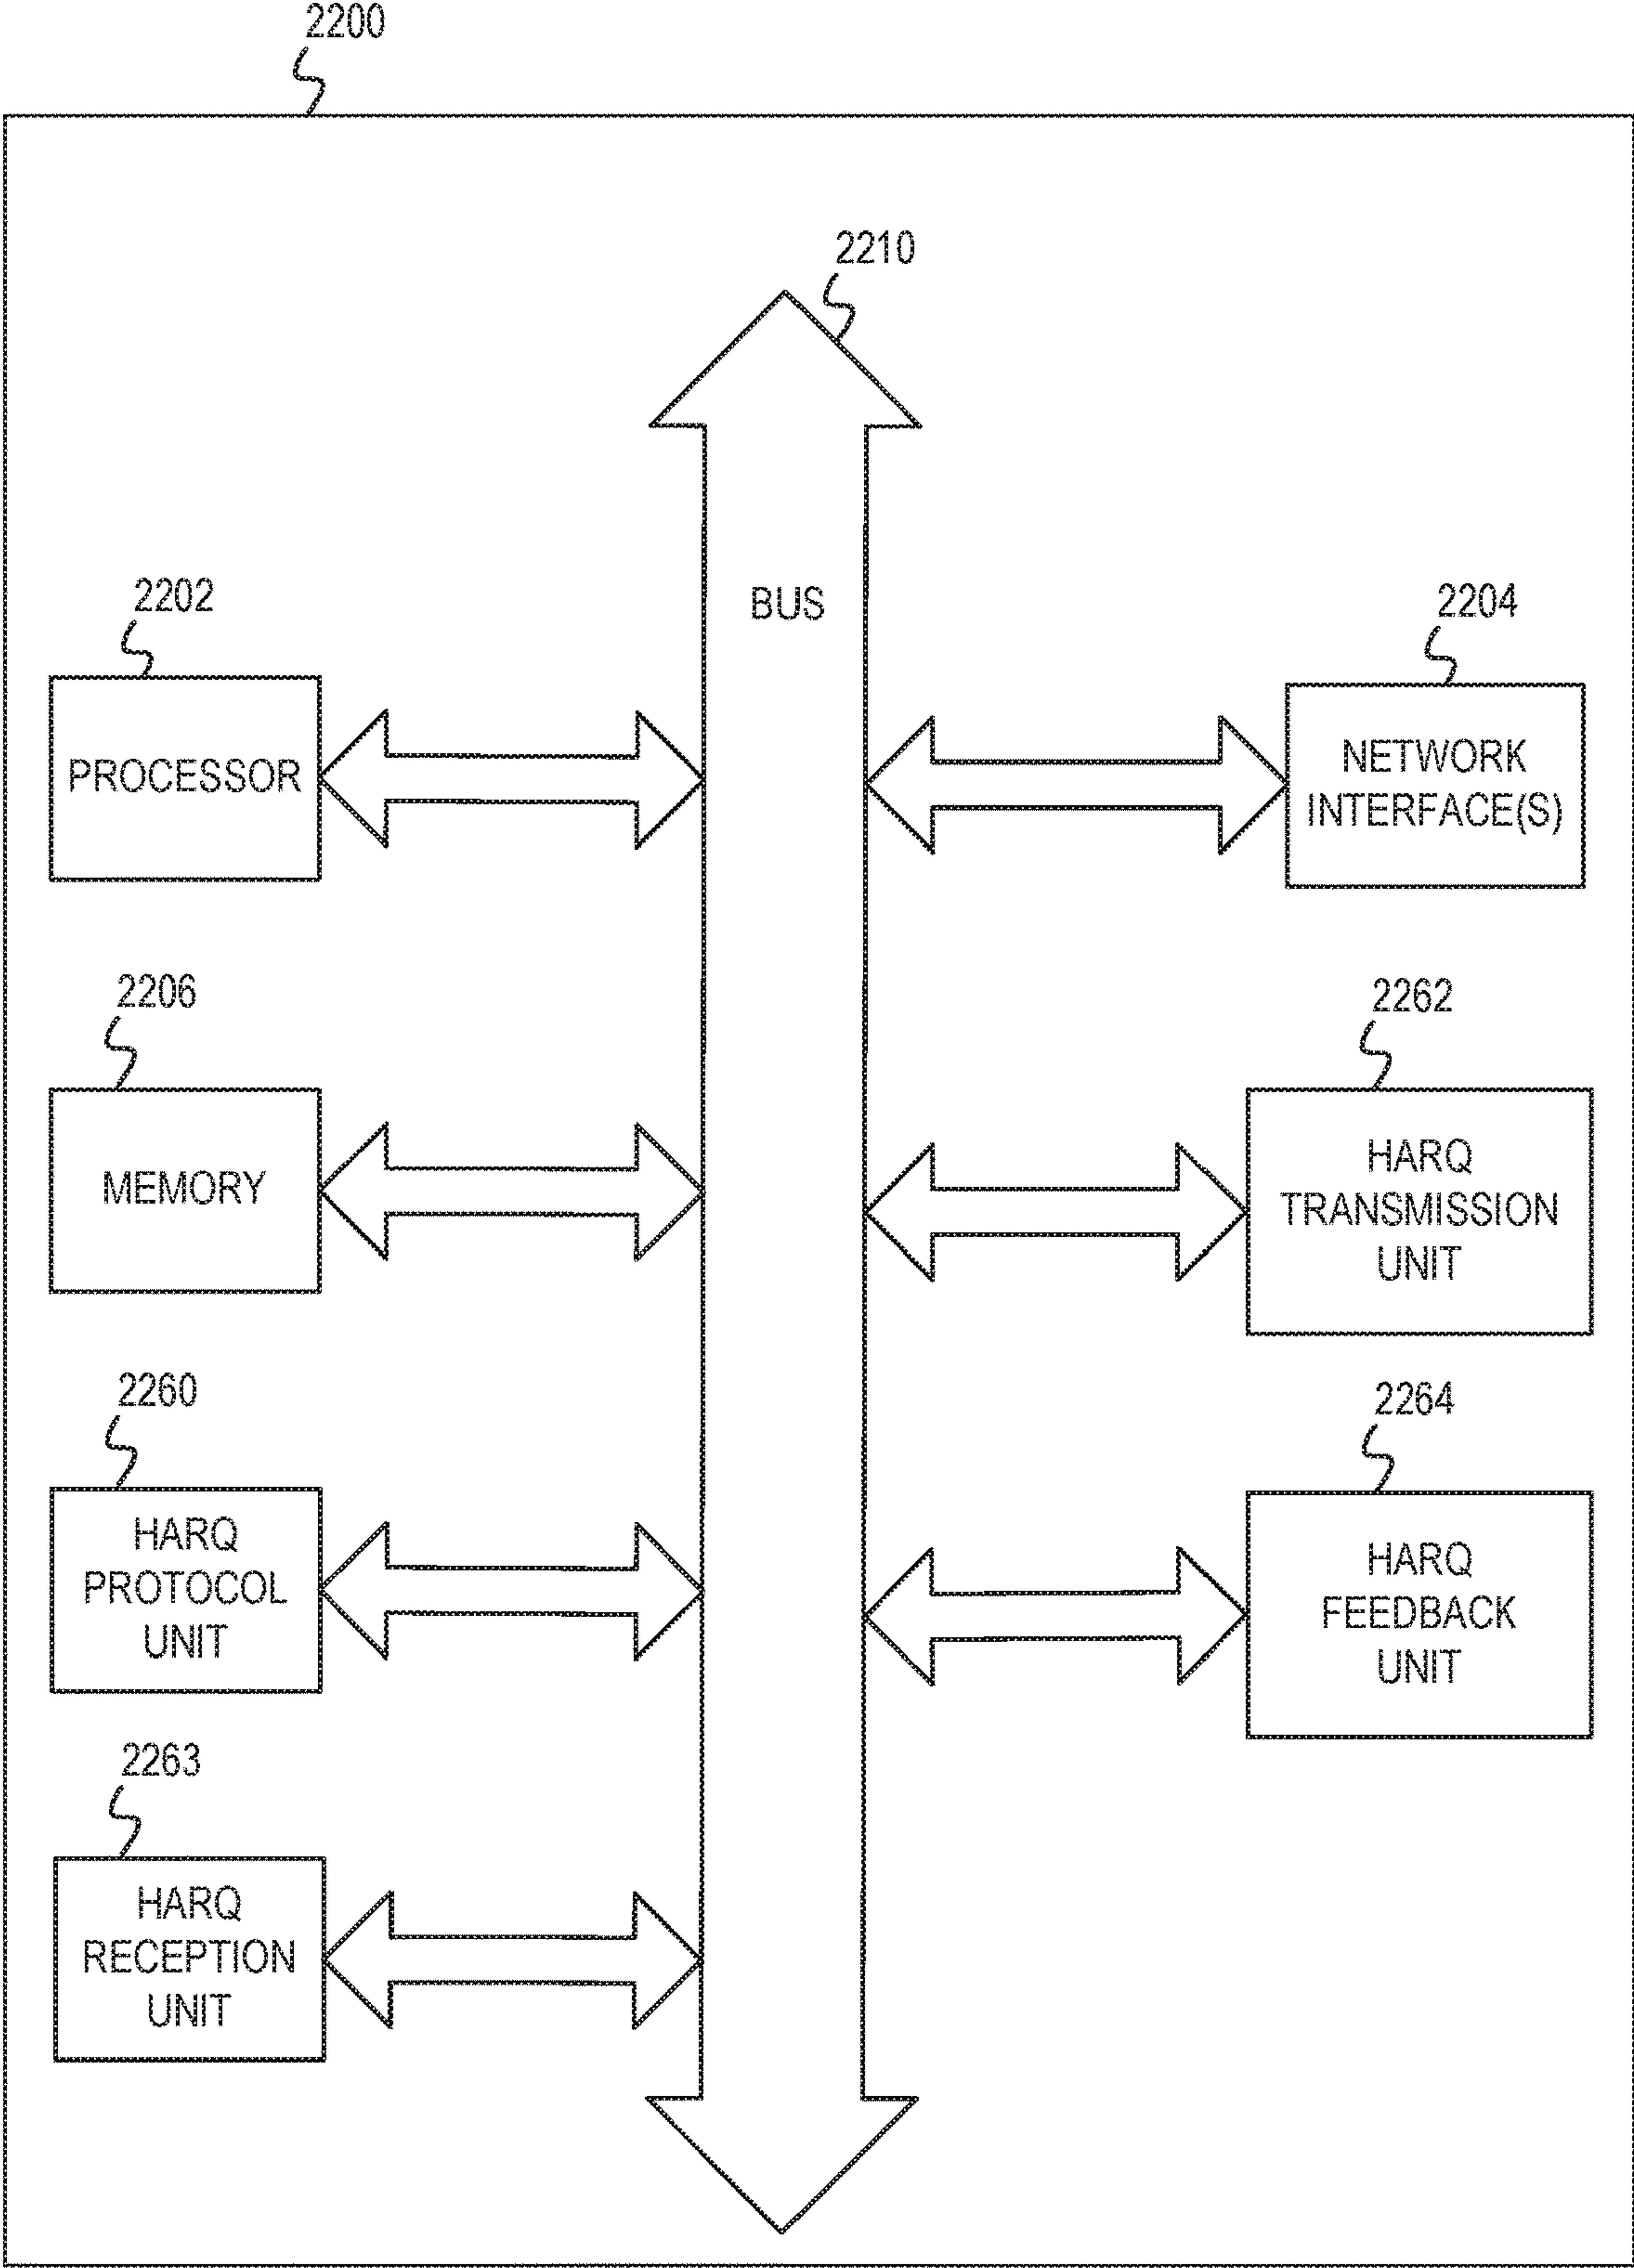 2200
2210
BUS
2202
PROCESSOR
2204
NETWORK
INTERFACE(S)
2206
MEMORY
2262
HARQ
TRANSMISSION
UNIT
2260
HARQ
PROTOCOL
UNIT
2264
HARQ
FEEDBACK
UNIT
2263
HARQ
RECEPTION
UNIT